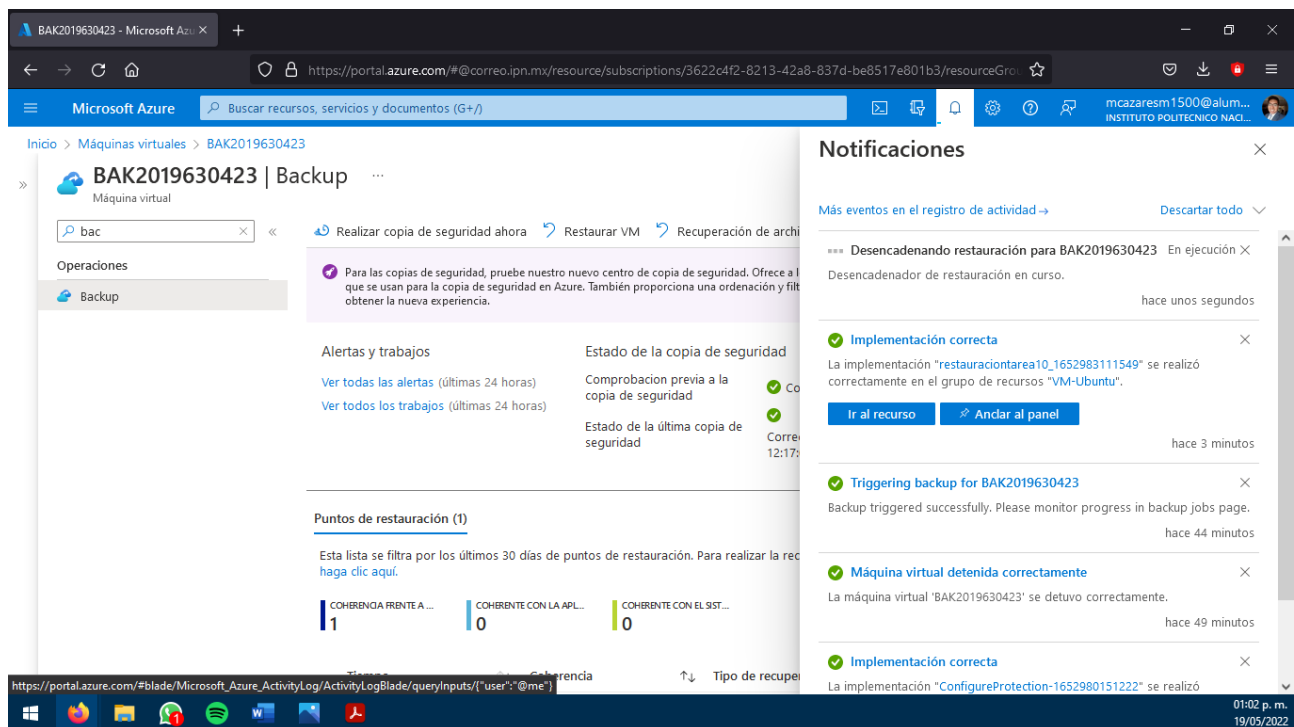 BAK2019630423 - Microsoft Azu
https://portal.azure.com/#@correo.ipn.mx/resource/subscriptions/3622c4f2-8213-42a8-837d-be8517e801b3/resourceGro
Microsoft Azure
Buscar recursos, servicios y documentos (G+/)
mcazaresm1500@alum...
INSTITUTO POLITECNICO NACI...
Inicio > Máquinas virtuales > BAK2019630423
BAK2019630423 | Backup ...
Máquina virtual
bac
Operaciones
Backup
Realizar copia de seguridad ahora
Restaurar VM
Recuperación de archi
Para las copias de seguridad, pruebe nuestro nuevo centro de copia de seguridad. Ofrece a l
que se usan para la copia de seguridad en Azure. También proporciona una ordenación y filt
obtener la nueva experiencia.
Alertas y trabajos
Ver todas las alertas (últimas 24 horas)
Ver todos los trabajos (últimas 24 horas)
Estado de la copia de seguridad
Comprobacion previa a la
copia de seguridad
Co
Estado de la última copia de
seguridad
Corre
12:17:
Puntos de restauración (1)
Esta lista se filtra por los últimos 30 días de puntos de restauración. Para realizar la rec
haga clic aquí.
COHERENCIA FRENTE A ...
1
COHERENTE CON LA APL...
0
COHERENTE CON EL SIST...
0
Tiempo
Coherencia
Tipo de recupe
https://portal.azure.com/#blade/Microsoft_Azure_ActivityLog/ActivityLogBlade/queryInputs/{"user":"@me"}
Notificaciones
Más eventos en el registro de actividad →
Descartar todo
Desencadenando restauración para BAK2019630423
En ejecución
Desencadenador de restauración en curso.
hace unos segundos
Implementación correcta
La implementación "restauraciontarea10_1652983111549" se realizó
correctamente en el grupo de recursos "VM-Ubuntu".
Ir al recurso
Anclar al panel
hace 3 minutos
Triggering backup for BAK2019630423
Backup triggered successfully. Please monitor progress in backup jobs page.
hace 44 minutos
Máquina virtual detenida correctamente
La máquina virtual 'BAK2019630423' se detuvo correctamente.
hace 49 minutos
Implementación correcta
La implementación "ConfigureProtection-1652980151222" se realizó
01:02 p. m.
19/05/2022